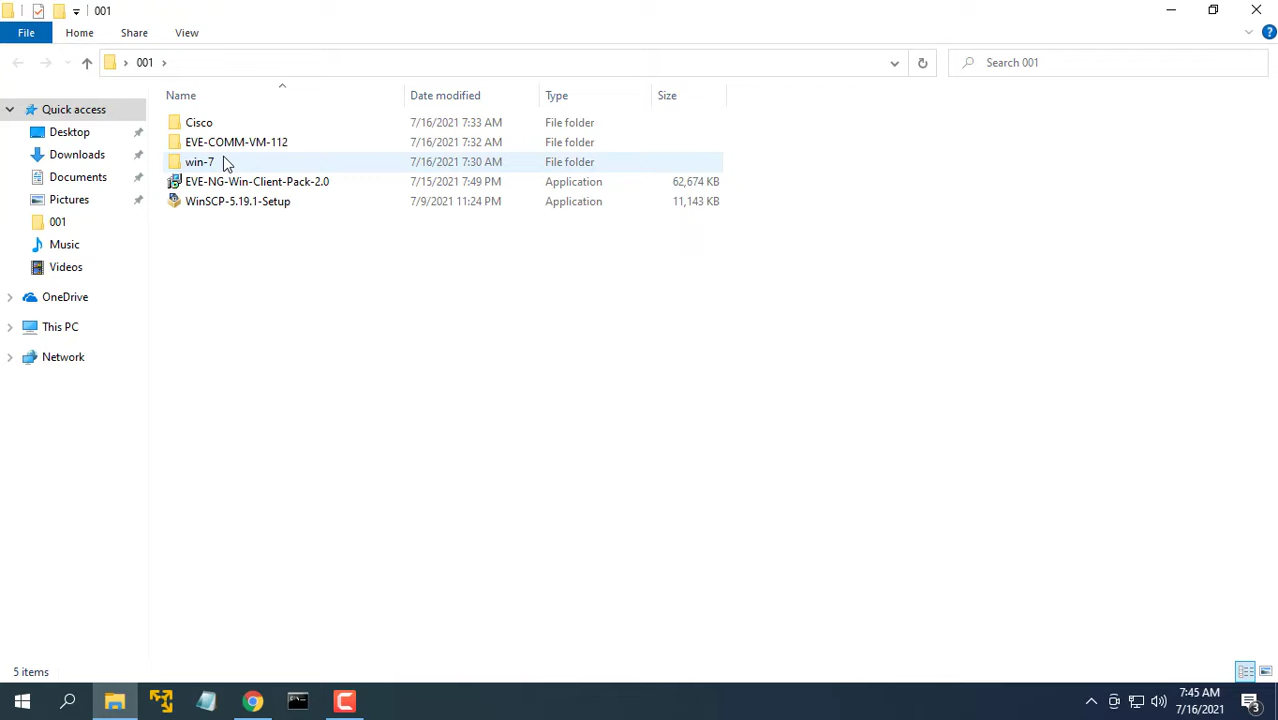 001
File Home Share View
001
Search 001
Name Date modified Type Size
Quick access
Desktop
Downloads
Documents
Pictures
001
Music
Videos
OneDrive
This PC
Network
Cisco 7/16/2021 7:33 AM File folder
EVE-COMM-VM-112 7/16/2021 7:32 AM File folder
win-7 7/16/2021 7:30 AM File folder
EVE-NG-Win-Client-Pack-2.0 7/15/2021 7:49 PM Application 62,674 KB
WinSCP-5.19.1-Setup 7/9/2021 11:24 PM Application 11,143 KB
5 items
7:45 AM
7/16/2021
3